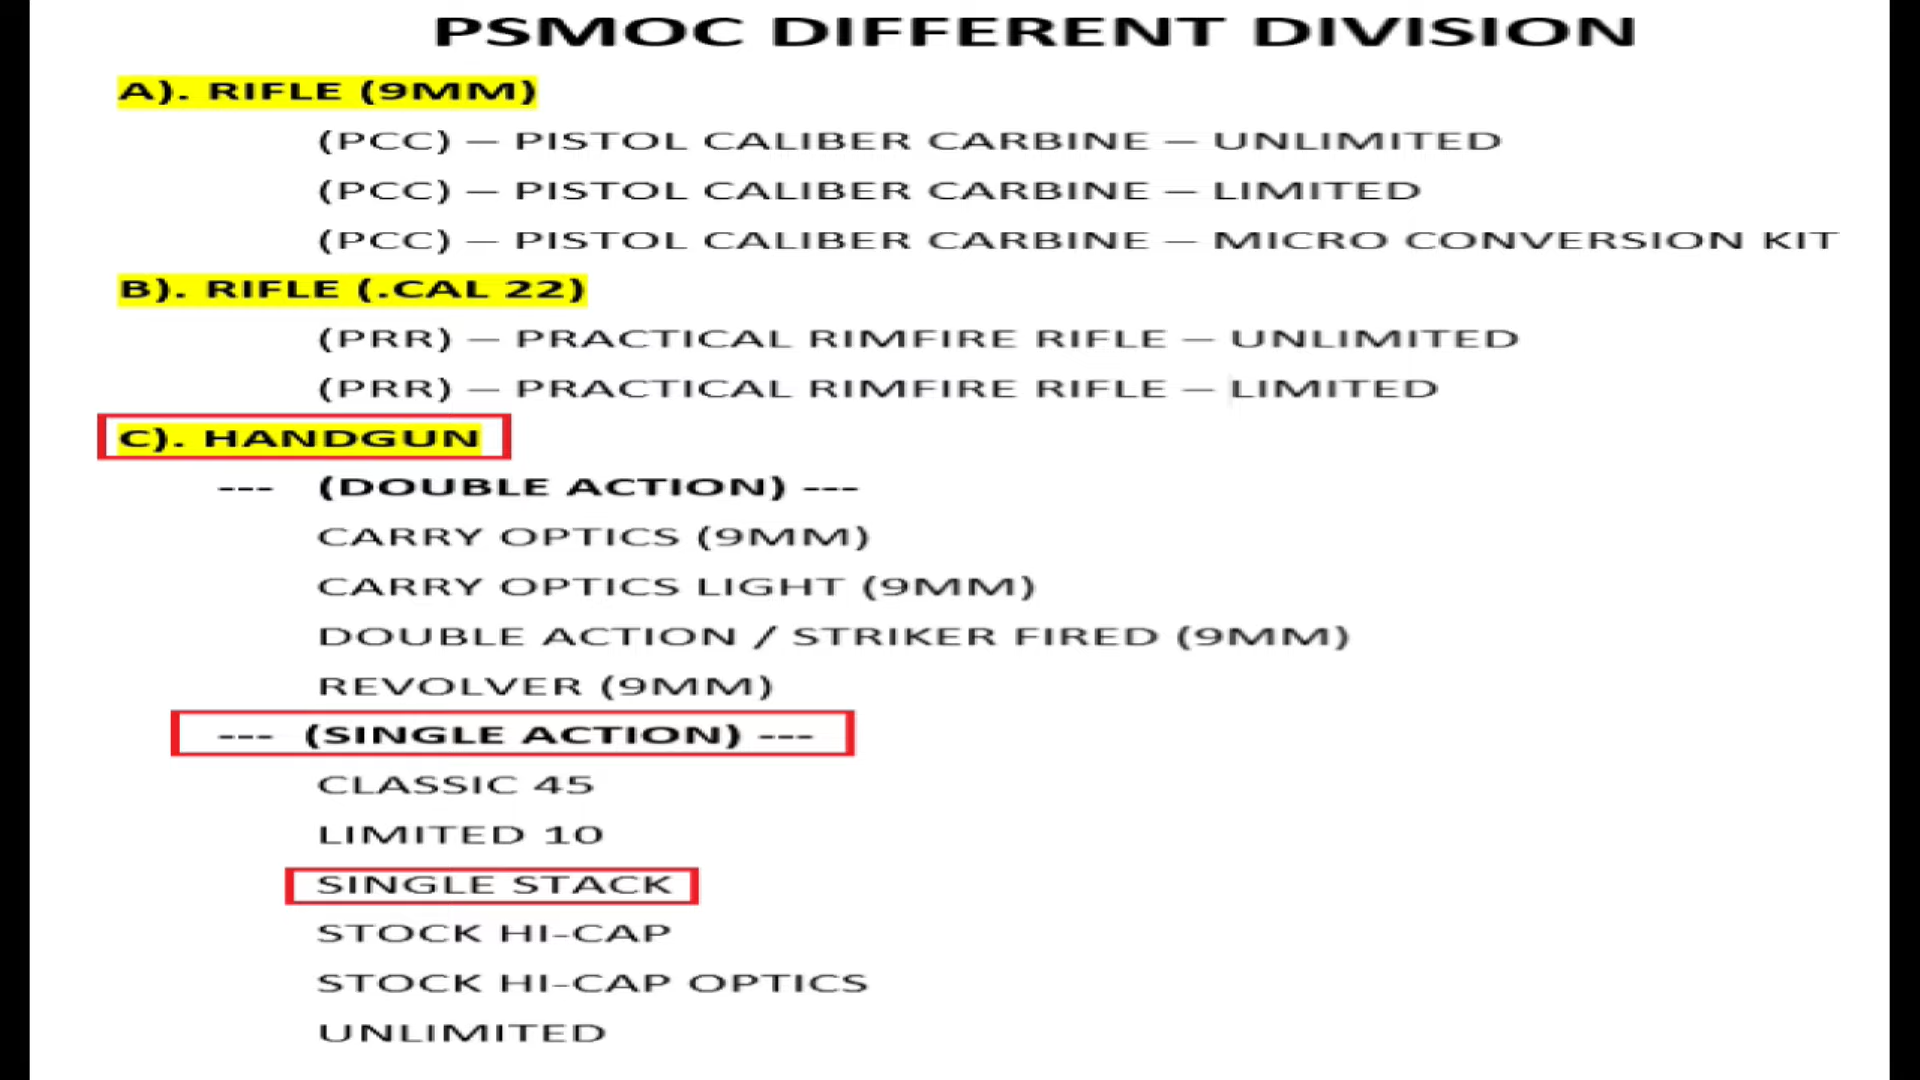 PSMOC DIFFERENT DIVISION
A). RIFLE (9MM)
(PCC) – PISTOL CALIBER CARBINE – UNLIMITED
(PCC) – PISTOL CALIBER CARBINE – LIMITED
(PCC) – PISTOL CALIBER CARBINE – MICRO CONVERSION KIT
B). RIFLE (.CAL 22)
(PRR) – PRACTICAL RIMFIRE RIFLE – UNLIMITED
(PRR) – PRACTICAL RIMFIRE RIFLE – LIMITED
C). HANDGUN
--- (DOUBLE ACTION) ---
CARRY OPTICS (9MM)
CARRY OPTICS LIGHT (9MM)
DOUBLE ACTION / STRIKER FIRED (9MM)
REVOLVER (9MM)
--- (SINGLE ACTION) ---
CLASSIC 45
LIMITED 10
SINGLE STACK
STOCK HI-CAP
STOCK HI-CAP OPTICS
UNLIMITED